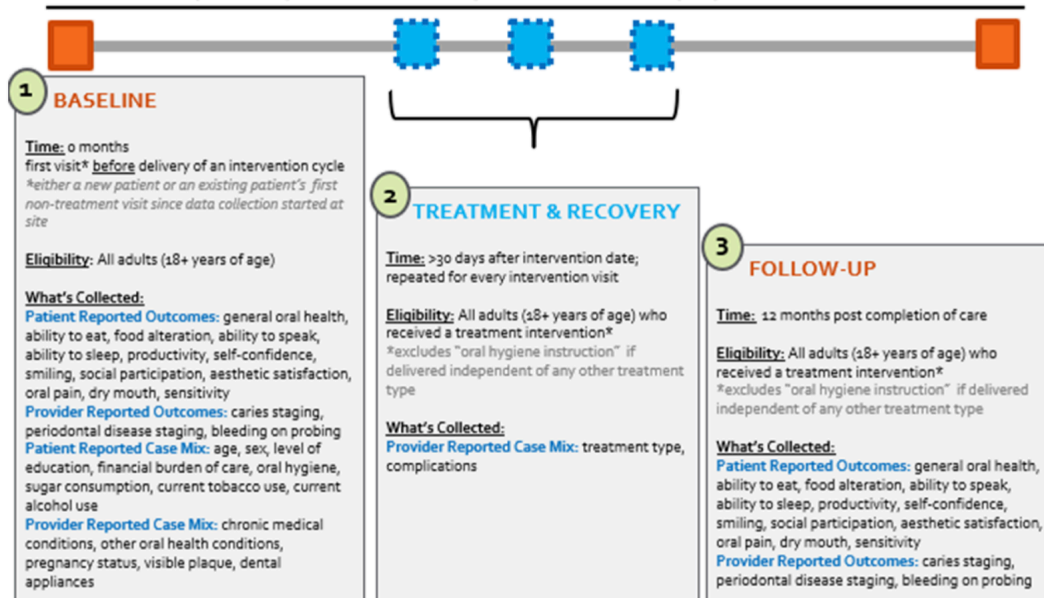 1
BASELINE
Time: 0 months
first visit* before delivery of an intervention cycle
*either a new patient or an existing patient's first
non-treatment visit since data collection started at
site
Eligibility: All adults (18+ years of age)
What's Collected:
Patient Reported Outcomes: general oral health,
ability to eat, food alteration, ability to speak,
ability to sleep, productivity, self-confidence,
smiling, social participation, aesthetic satisfaction,
oral pain, dry mouth, sensitivity
Provider Reported Outcomes: caries staging,
periodontal disease staging, bleeding on probing
Patient Reported Case Mix: age, sex, level of
education, financial burden of care, oral hygiene,
sugar consumption, current tobacco use, current
alcohol use
Provider Reported Case Mix: chronic medical
conditions, other oral health conditions,
pregnancy status, visible plaque, dental
appliances
2
TREATMENT & RECOVERY
Time: >30 days after intervention date;
repeated for every intervention visit
Eligibility: All adults (18+ years of age) who
received a treatment intervention*
*excludes "oral hygiene instruction" if
delivered independent of any other treatment
type
What's Collected:
Provider Reported Case Mix: treatment type,
complications
3
FOLLOW-UP
Time: 12 months post completion of care
Eligibility: All adults (18+ years of age) who
received a treatment intervention*
*excludes "oral hygiene instruction" if delivered
independent of any other treatment type
What's Collected:
Patient Reported Outcomes: general oral health,
ability to eat, food alteration, ability to speak,
ability to sleep, productivity, self-confidence,
smiling, social participation, aesthetic satisfaction,
oral pain, dry mouth, sensitivity
Provider Reported Outcomes: caries staging,
periodontal disease staging, bleeding on probing